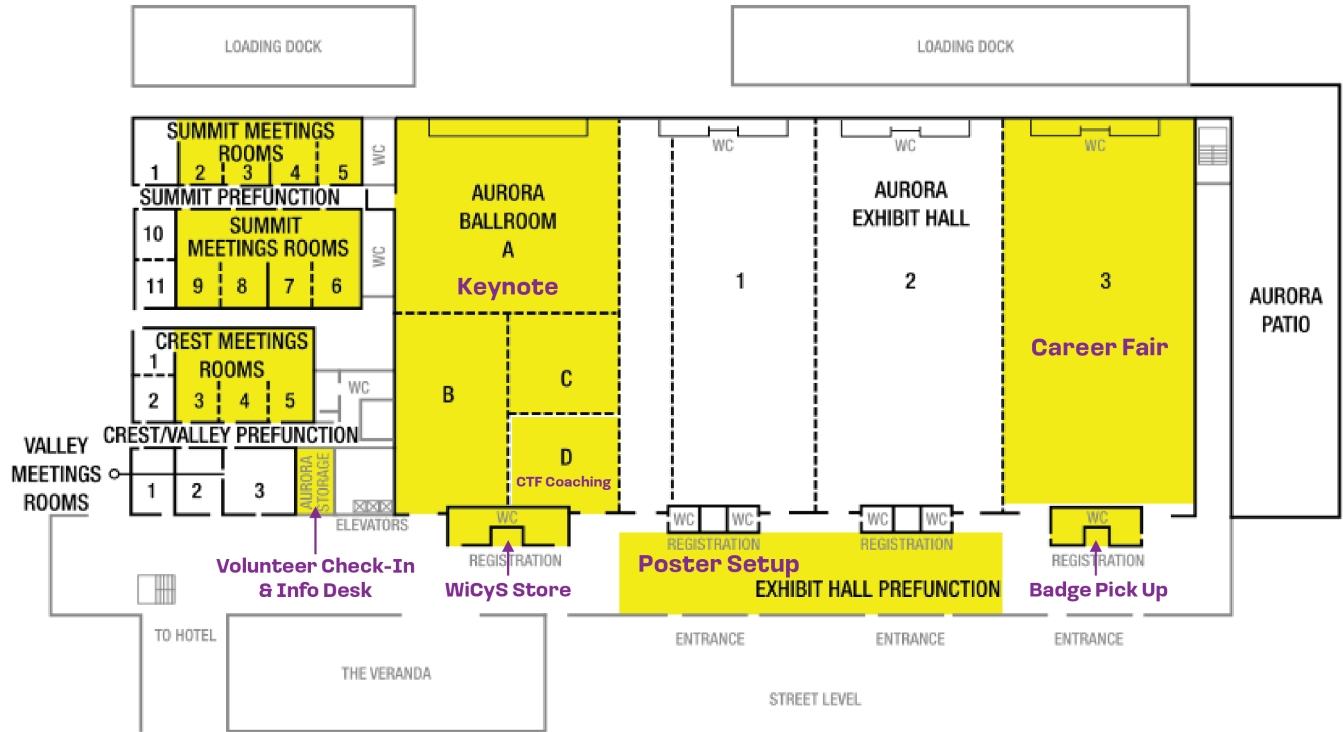 LOADING DOCK
LOADING DOCK
SUMMIT MEETINGS
ROOMS
1
2
3
4
5
WC
SUMMIT PREFUNCTION
10
SUMMIT
MEETINGS ROOMS
11
9
8
7
6
WC
CREST MEETINGS
ROOMS
1
2
3
4
5
WC
CREST/VALLEY PREFUNCTION
VALLEY
MEETINGS
ROOMS
1
2
3
AURORA
STORAGE
ELEVATORS
Volunteer Check-In
& Info Desk
AURORA
BALLROOM
A
Keynote
B
C
D
CTF Coaching
WC
REGISTRATION
WiCyS Store
WC
1
WC
AURORA
EXHIBIT HALL
2
WC
3
Career Fair
AURORA
PATIO
WC
WC
REGISTRATION
WC
WC
REGISTRATION
Poster Setup
EXHIBIT HALL PREFUNCTION
WC
REGISTRATION
Badge Pick Up
TO HOTEL
THE VERANDA
ENTRANCE
ENTRANCE
ENTRANCE
STREET LEVEL